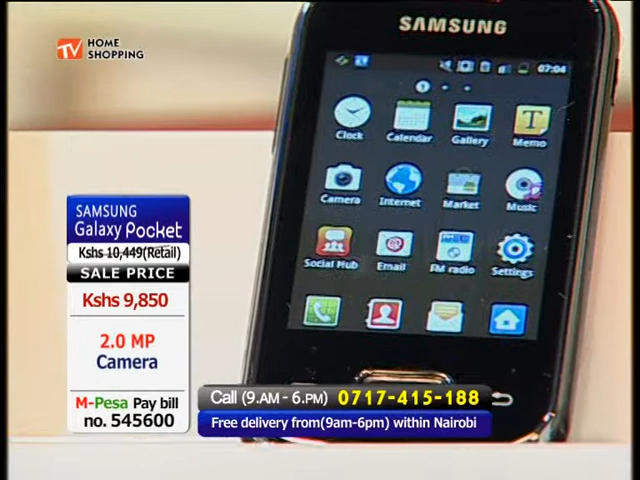 TV HOME
SHOPPING
SAMSUNG
07:04
Clock Calendar Gallery Memo
Camera Internet Market Music
Social Hub Email FM radio Settings
SAMSUNG
Galaxy Pocket
Kshs 10,449(Retail)
SALE PRICE
Kshs 9,850
2.0 MP
Camera
M-Pesa Pay bill
no. 545600
Call (9.AM - 6.PM) 0717-415-188
Free delivery from(9am-6pm) within Nairobi